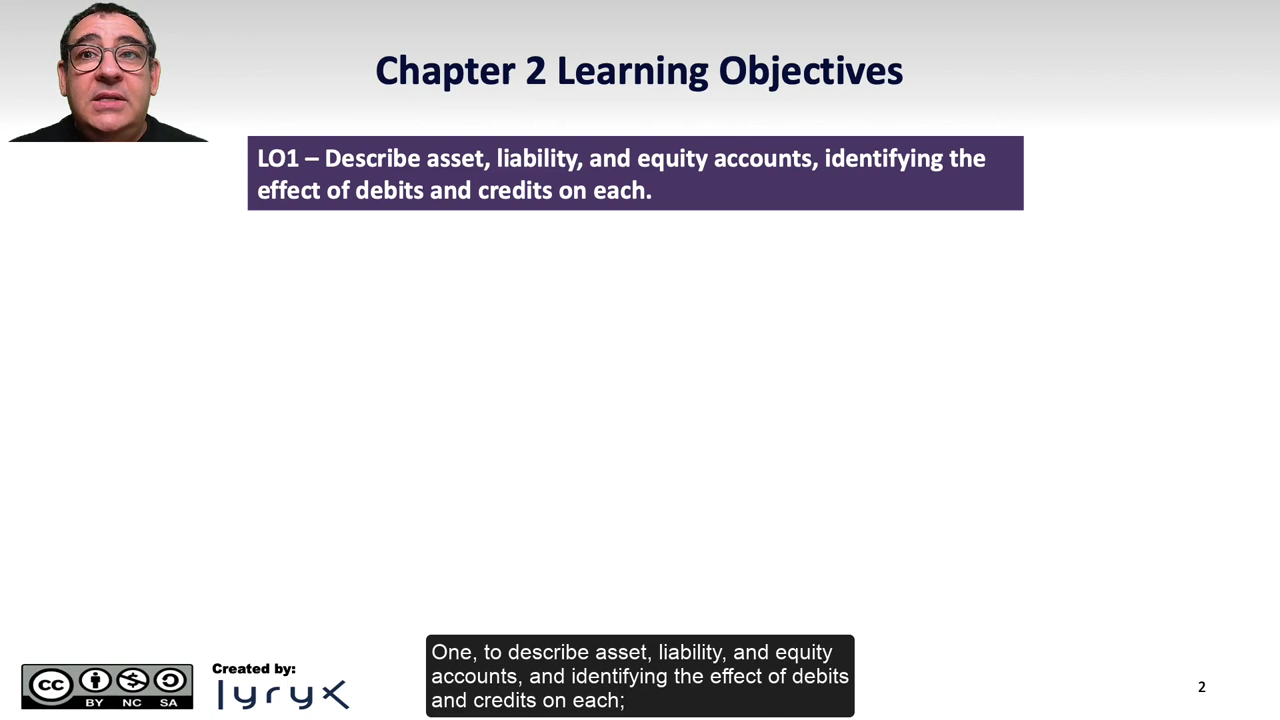 Chapter 2 Learning Objectives
LO1 – Describe asset, liability, and equity accounts, identifying the
effect of debits and credits on each.
One, to describe asset, liability, and equity
accounts, and identifying the effect of debits
and credits on each;
cc
BY NC SA
Created by:
lyryx
2